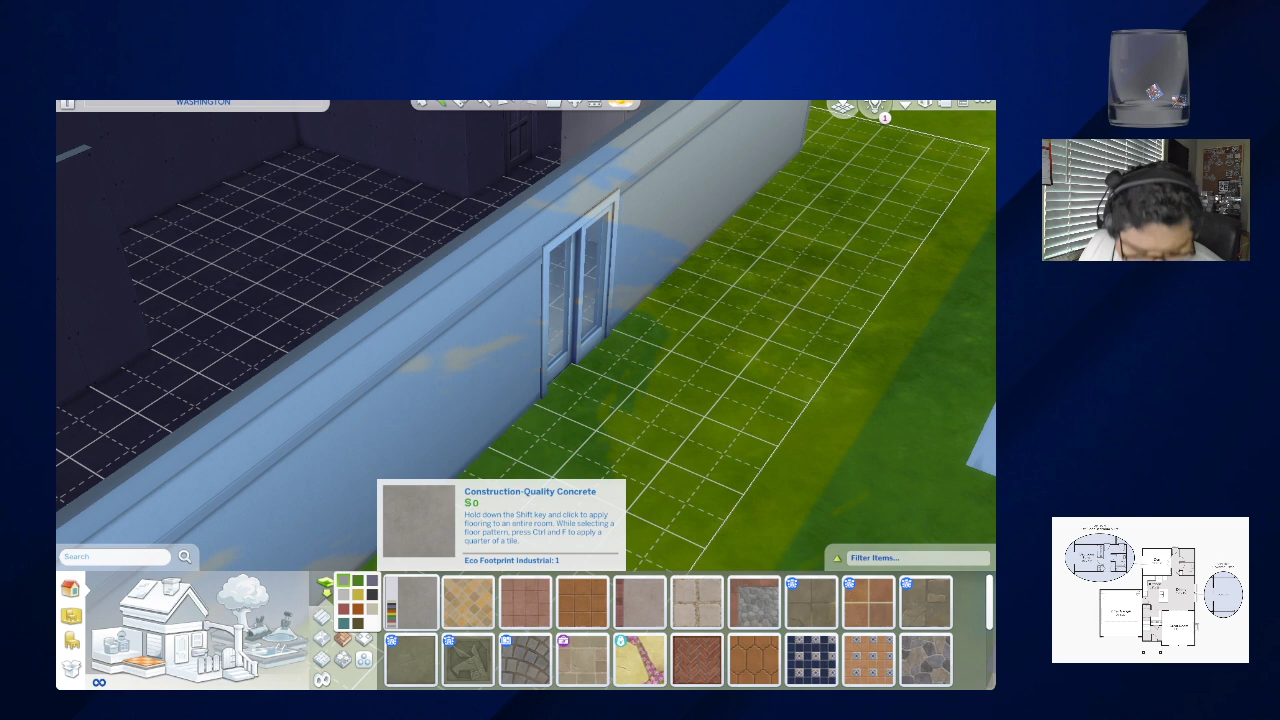 WASHINGTON
1
Construction-Quality Concrete
§0
Hold down the Shift key and click to apply
flooring to an entire room. While selecting a
floor pattern, press Ctrl and F to apply a
quarter of a tile.
Eco Footprint Industrial: 1
Search
Filter Items...